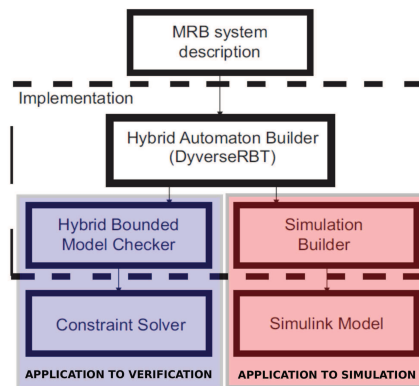 MRB system
description
Implementation
Hybrid Automaton Builder
(DyverseRBT)
Hybrid Bounded
Model Checker
Simulation
Builder
Constraint Solver
Simulink Model
APPLICATION TO VERIFICATION
APPLICATION TO SIMULATION